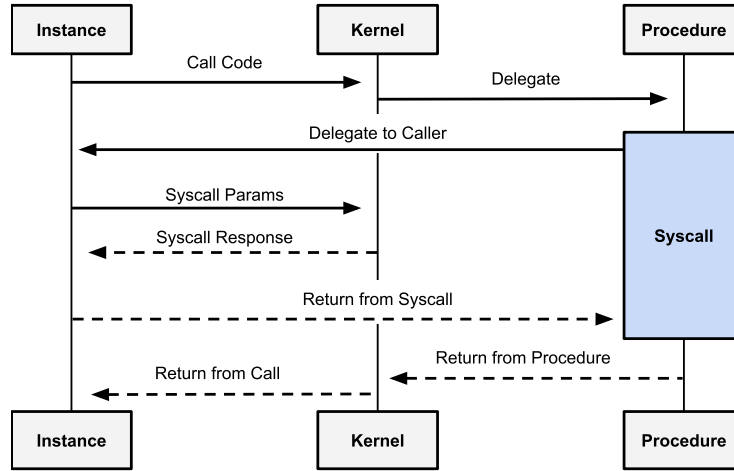 Instance
Kernel
Procedure
Call Code
Delegate
Delegate to Caller
Syscall Params
Syscall
Syscall Response
Return from Syscall
Return from Procedure
Return from Call
Instance
Kernel
Procedure